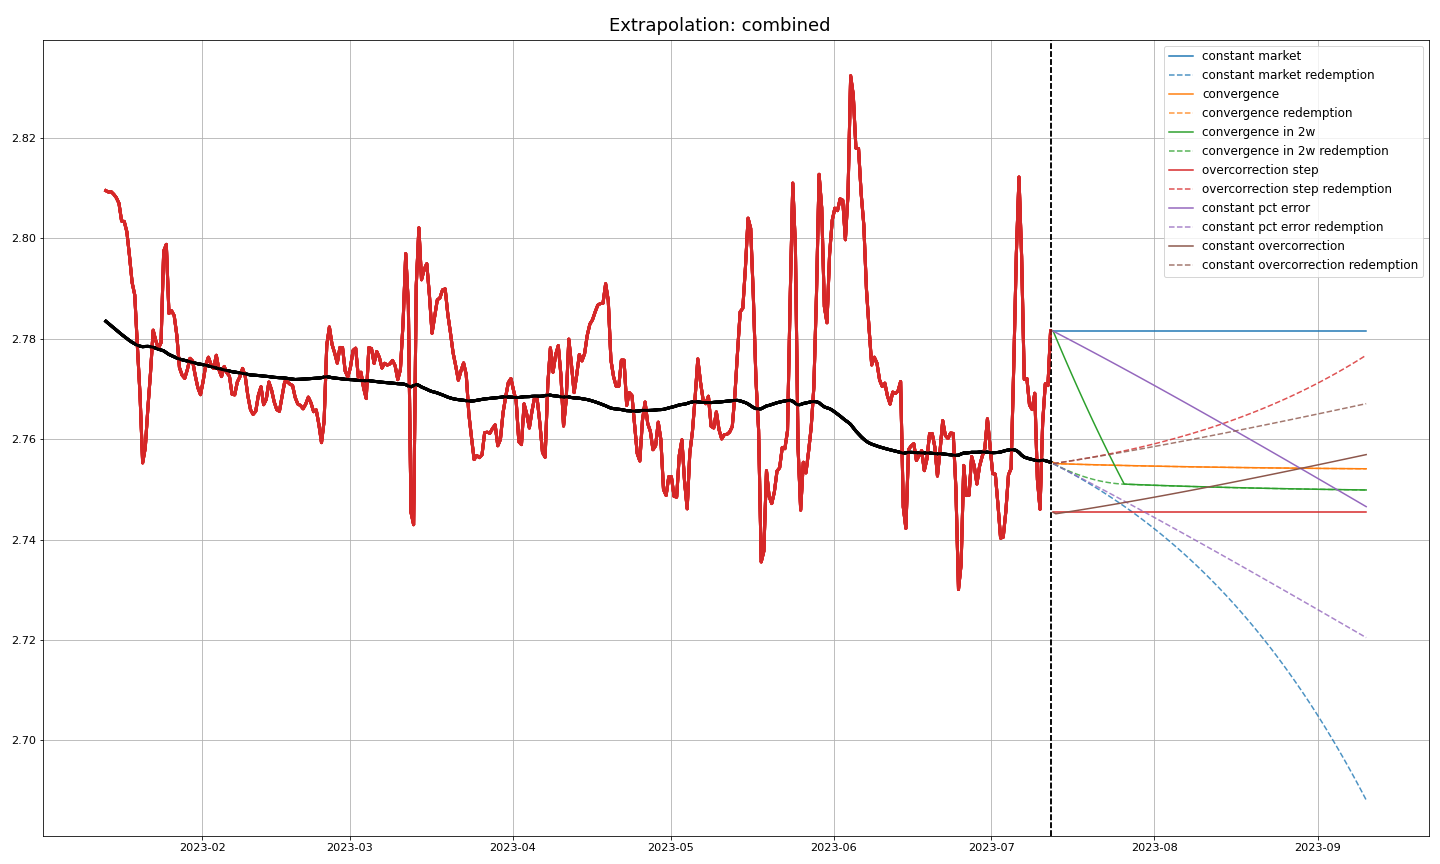 Extrapolation: combined
constant market
constant market redemption
convergence
convergence redemption
convergence in 2w
convergence in 2w redemption
overcorrection step
overcorrection step redemption
constant pct error
constant pct error redemption
constant overcorrection
constant overcorrection redemption
2.82
2.80
2.78
2.76
2.74
2.72
2.70
2023-02 2023-03 2023-04 2023-05 2023-06 2023-07 2023-08 2023-09